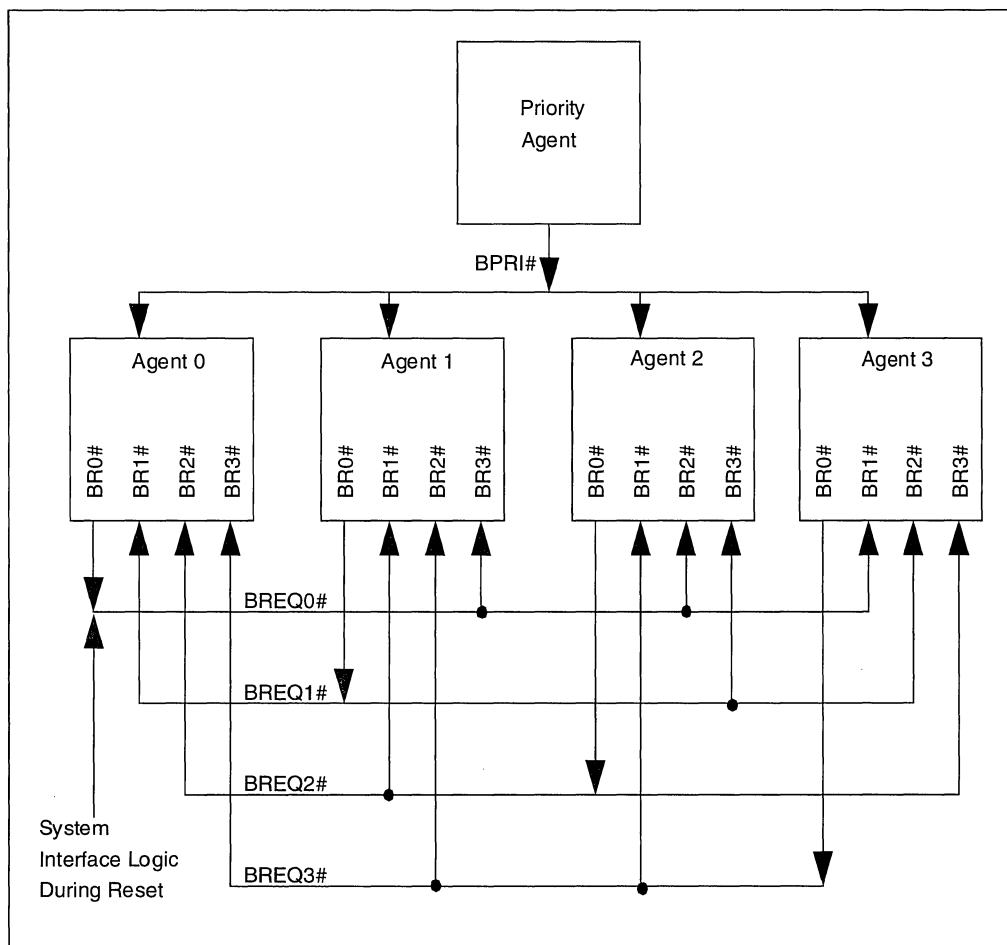 Priority
Agent
BPRI#
Agent 0
Agent 1
Agent 2
Agent 3
BR0#
BR1#
BR2#
BR3#
BR0#
BR1#
BR2#
BR3#
BR0#
BR1#
BR2#
BR3#
BR0#
BR1#
BR2#
BR3#
BREQ0#
BREQ1#
BREQ2#
BREQ3#
System
Interface Logic
During Reset